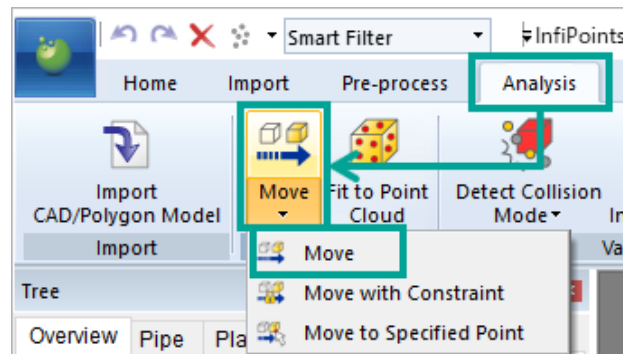 Smart Filter
InfiPoints
Home Import Pre-process Analysis
Import
CAD/Polygon Model
Move
Fit to Point
Cloud
Detect Collision
Mode
Import
Move
Tree
Move with Constraint
Overview Pipe
Move to Specified Point